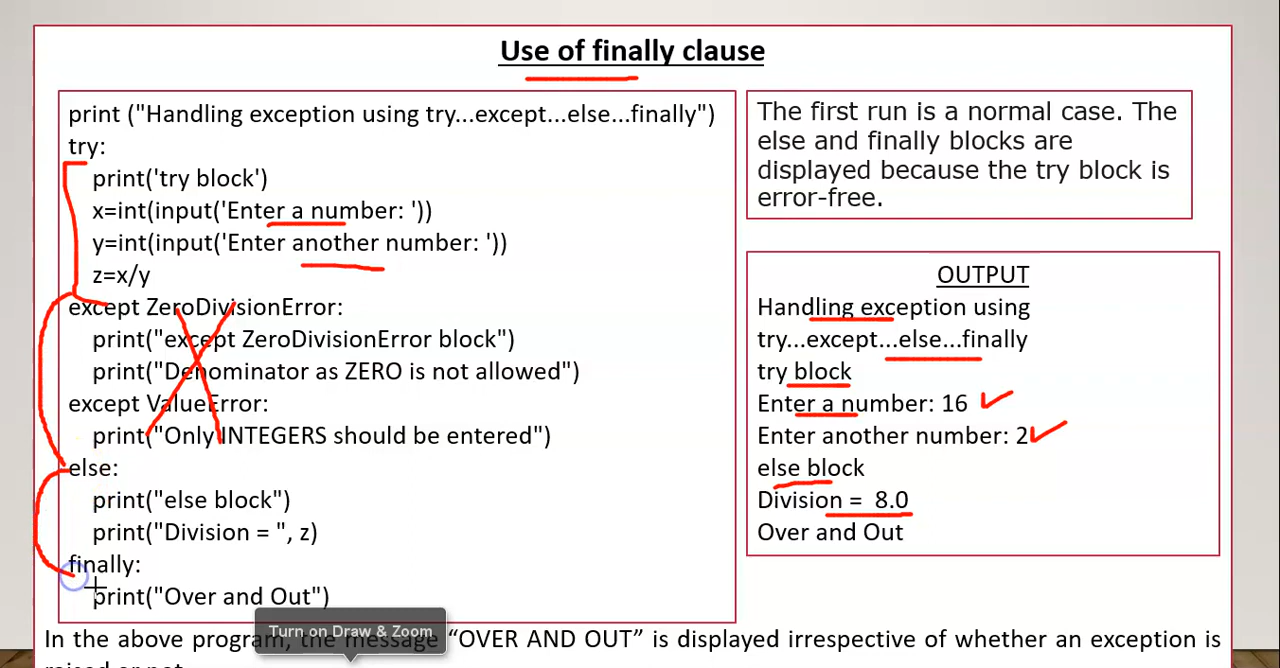 Use of finally clause
print ("Handling exception using try...except...else...finally")
try:
print('try block')
x=int(input('Enter a number: '))
y=int(input('Enter another number: '))
z=x/y
except ZeroDivisionError:
print("except ZeroDivisionError block")
print("Denominator as ZERO is not allowed")
except ValueError:
print("Only INTEGERS should be entered")
else:
print("else block")
print("Division = ", z)
finally:
print("Over and Out")
The first run is a normal case. The
else and finally blocks are
displayed because the try block is
error-free.
OUTPUT
Handling exception using
try...except...else...finally
try block
Enter a number: 16
Enter another number: 2
else block
Division =  8.0
Over and Out
Turn on Draw & Zoom
In the above program, the message “OVER AND OUT” is displayed irrespective of whether an exception is
raised or not